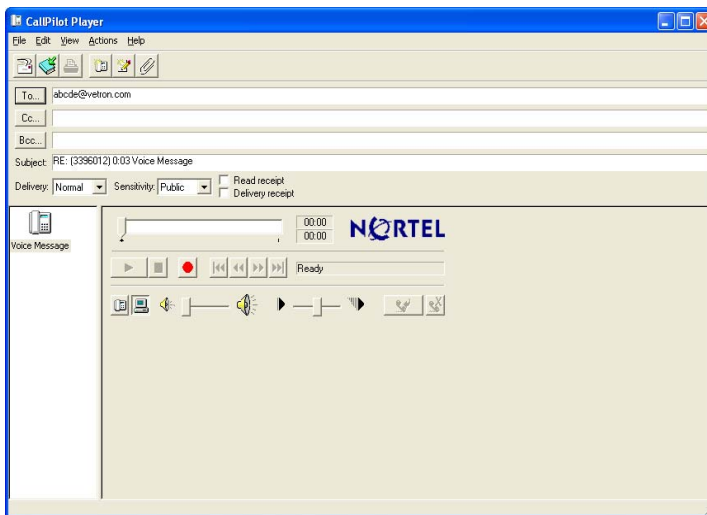 CallPilot Player
File Edit View Actions Help
To... abcde@vetron.com
Cc...
Bcc...
Subject: RE: (3396012) 0:03 Voice Message
Delivery: Normal Sensitivity: Public Read receipt
Delivery receipt
Voice Message
00:00
00:00
NORTEL
Ready